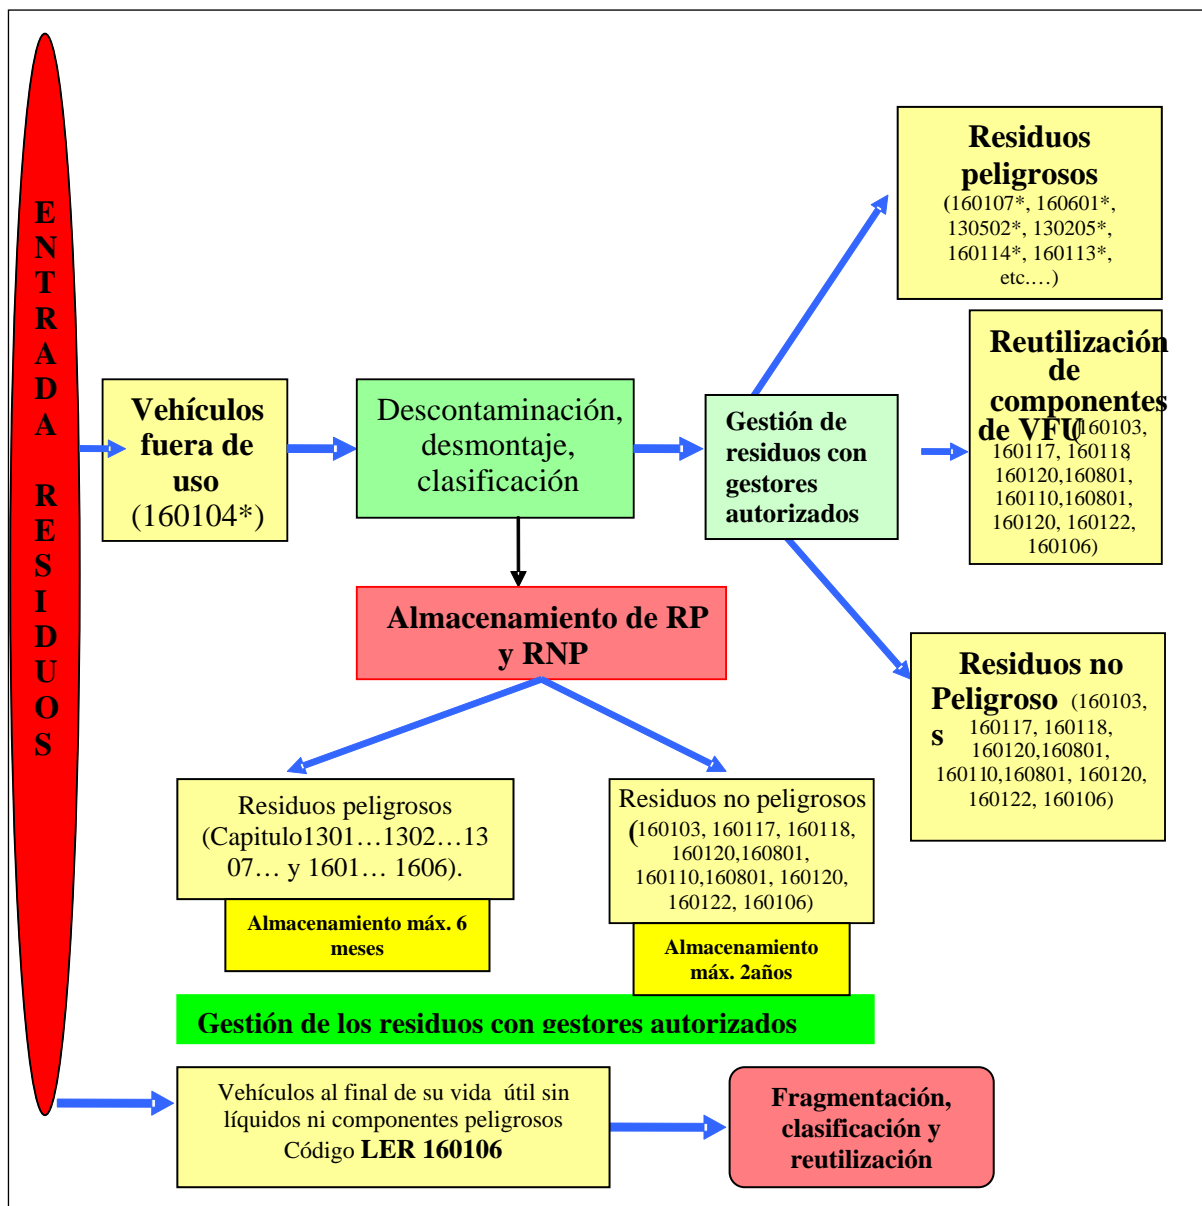 ENTRADA RESIDUOS
Vehículos
fuera de
uso
(160104*)
Descontaminación,
desmontaje,
clasificación
Gestión de
residuos con
gestores
autorizados
Residuos
peligrosos
(160107*, 160601*,
130502*, 130205*,
160114*, 160113*,
etc.…)
Reutilización
de
componentes
de VFU (160103,
160117, 160118,
160120,160801,
160110,160801,
160120, 160122,
160106)
Residuos no
Peligroso (160103,
s 160117, 160118,
160120,160801,
160110,160801, 160120,
160122, 160106)
Almacenamiento de RP
y RNP
Residuos peligrosos
(Capitulo1301…1302…13
07… y 1601… 1606).
Almacenamiento máx. 6
meses
Residuos no peligrosos
(160103, 160117, 160118,
160120,160801,
160110,160801, 160120,
160122, 160106)
Almacenamiento
máx. 2años
Gestión de los residuos con gestores autorizados
Vehículos al final de su vida útil sin
líquidos ni componentes peligrosos
Código LER 160106
Fragmentación,
clasificación y
reutilización